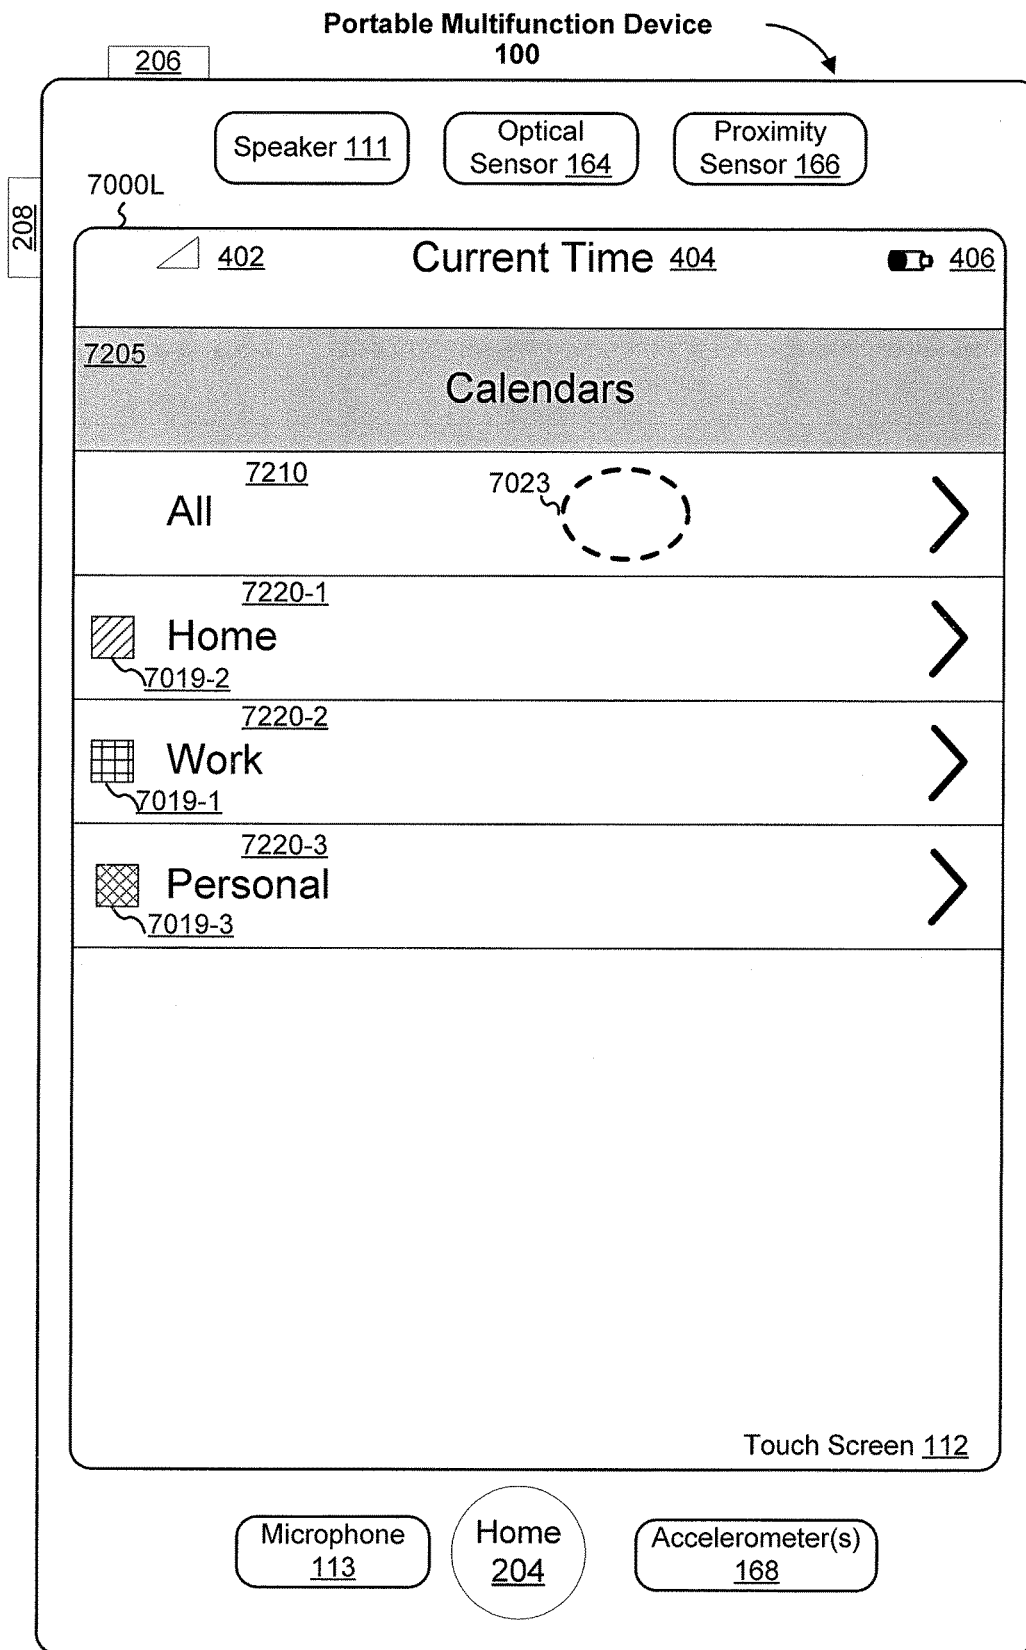 Portable Multifunction Device
100
206
Speaker 111
Optical
Sensor 164
Proximity
Sensor 166
208
7000L
402
Current Time 404
406
7205
Calendars
7210
All
7023
7220-1
Home
7019-2
7220-2
Work
7019-1
7220-3
Personal
7019-3
Touch Screen 112
Microphone
113
Home
204
Accelerometer(s)
168